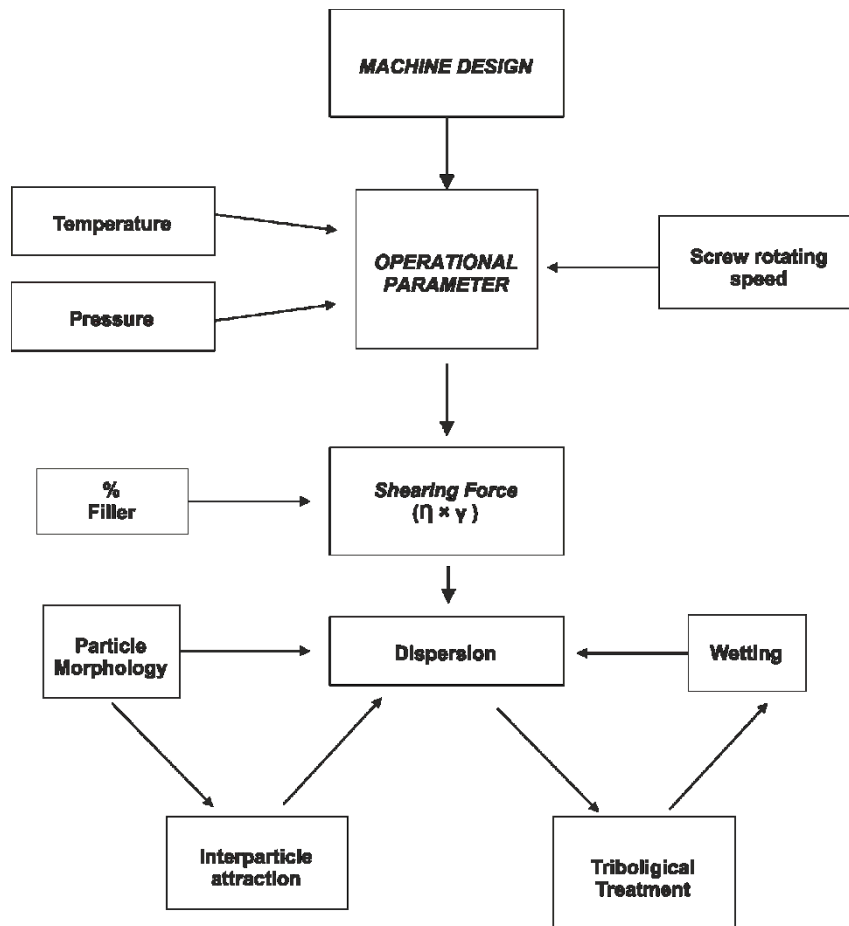 MACHINE DESIGN
Temperature
OPERATIONAL
PARAMETER
Screw rotating
speed
Pressure
%
Filler
Shearing Force
(η × γ )
Particle
Morphology
Dispersion
Wetting
Interparticle
attraction
Triboligical
Treatment